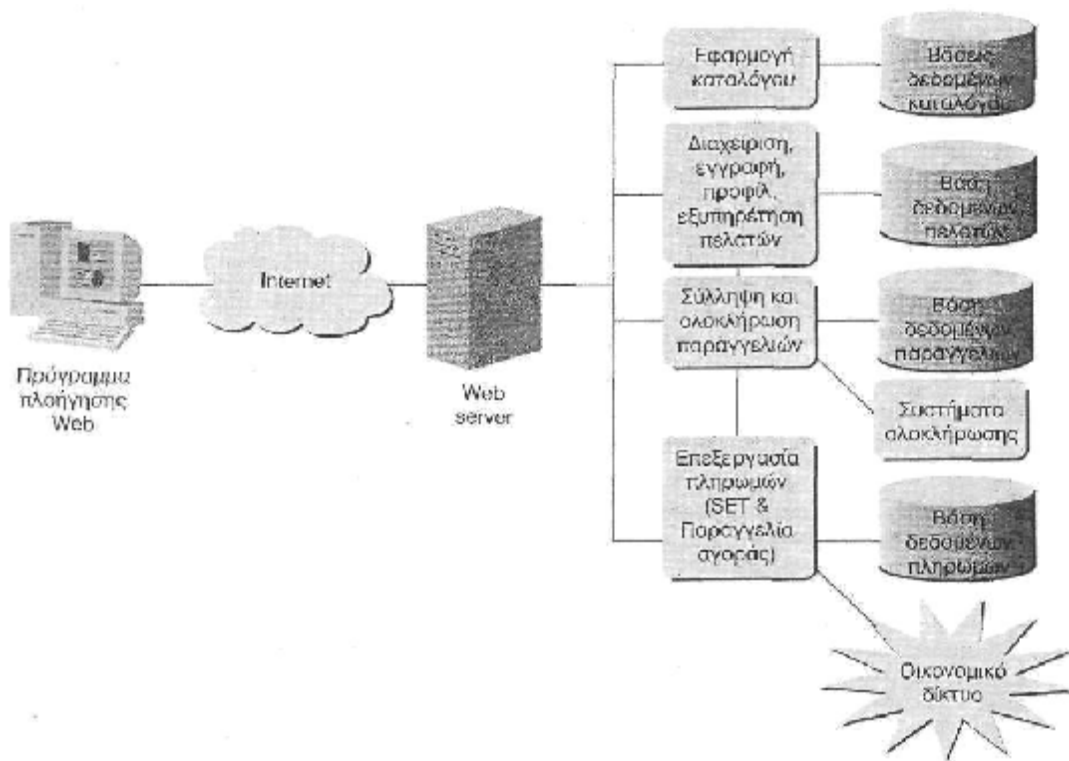 Εφαρμογή
καταλόγου
Βάσεις
δεδομένων
καταλόγου
Διαχείριση,
εγγραφή,
προφίλ,
εξυπηρέτηση
πελατών
Βάση
δεδομένων
πελατών
Internet
Σύλληψη και
ολοκλήρωση
παραγγελιών
Βάση
δεδομένων
παραγγελιών
Πρόγραμμα
πλοήγησης
Web
Web
server
Συστήματα
ολοκλήρωσης
Επεξεργασία
πληρωμών
(SET &
Παραγγελία
αγοράς)
Βάση
δεδομένων
πληρωμών
Οικονομικό
δίκτυο